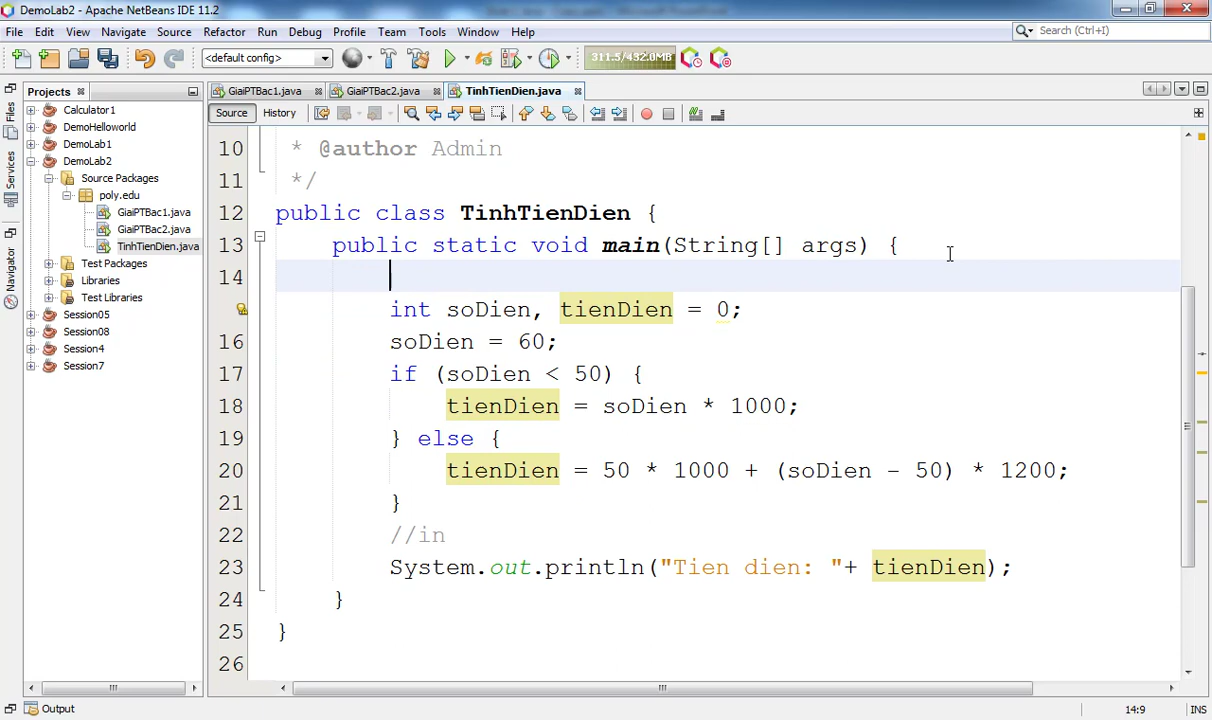 DemoLab2 - Apache NetBeans IDE 11.2
File Edit View Navigate Source Refactor Run Debug Profile Team Tools Window Help
Search (Ctrl+I)
<default config>
311.5/432.0MB
Projects
GiaiPTBac1.java GiaiPTBac2.java TinhTienDien.java
Source History
Files
Services
Navigator
Calculator1
DemoHelloworld
DemoLab1
DemoLab2
Source Packages
poly.edu
GiaiPTBac1.java
GiaiPTBac2.java
TinhTienDien.java
Test Packages
Libraries
Test Libraries
Session05
Session08
Session4
Session7
10 * @author Admin
11 */
12 public class TinhTienDien {
13 public static void main(String[] args) {
14
int soDien, tienDien = 0;
16 soDien = 60;
17 if (soDien < 50) {
18 tienDien = soDien * 1000;
19 } else {
20 tienDien = 50 * 1000 + (soDien - 50) * 1200;
21 }
22 //in
23 System.out.println("Tien dien: "+ tienDien);
24 }
25 }
26
Output
14:9 INS